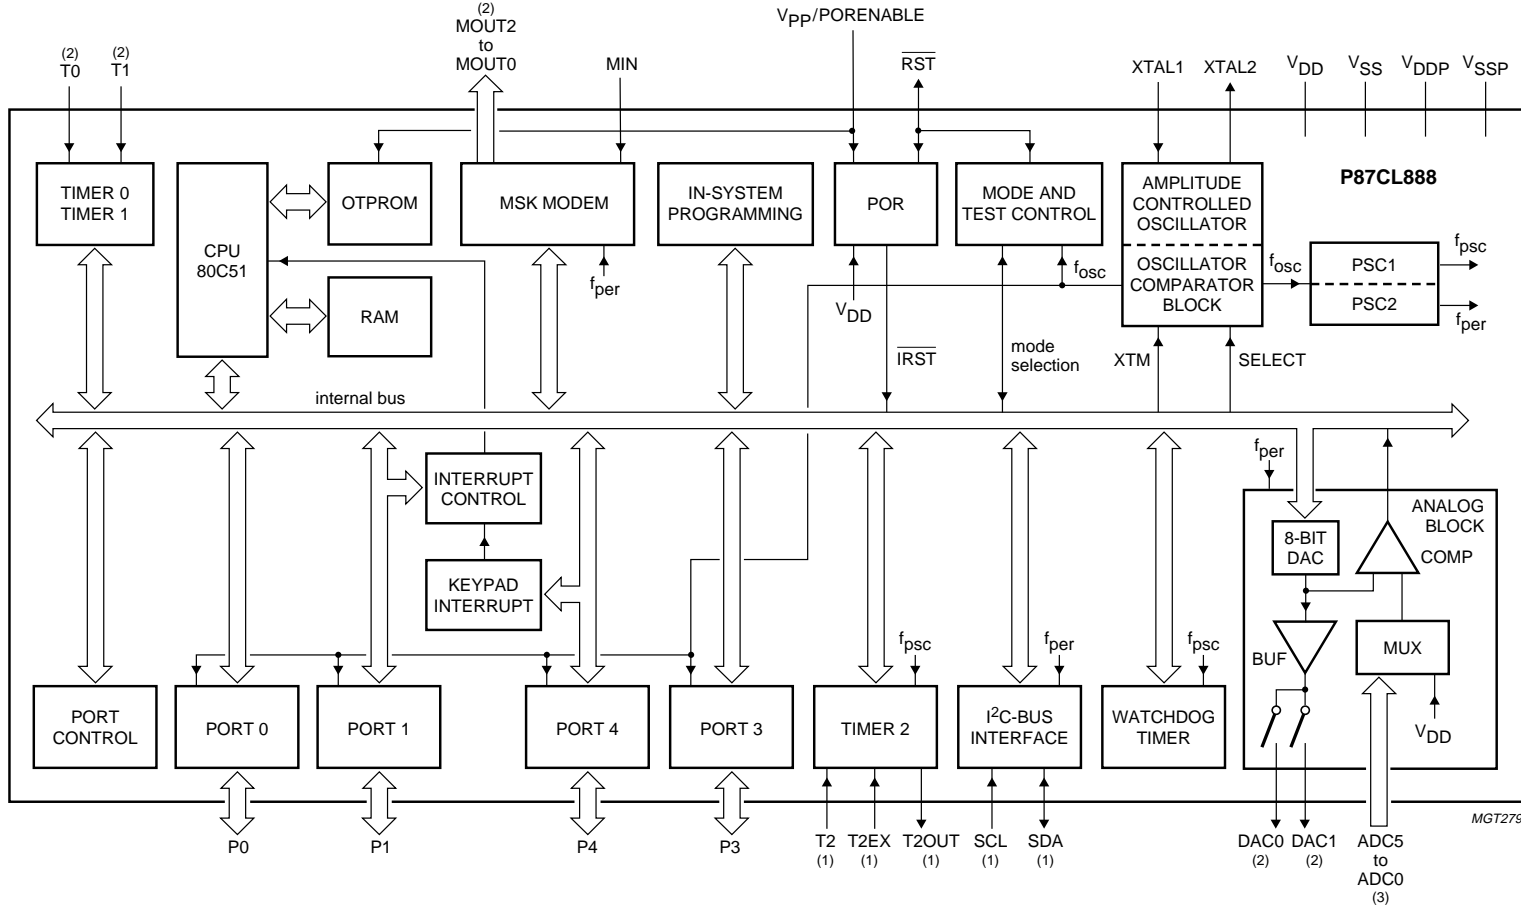 (2)
MOUT2
to
MOUT0
VPP/PORENABLE
(2)
T0
(2)
T1
MIN
RST
XTAL1
XTAL2
VDD
VSS
VDDP
VSSP
P87CL888
TIMER 0
TIMER 1
CPU
80C51
OTPROM
MSK MODEM
IN-SYSTEM
PROGRAMMING
POR
MODE AND
TEST CONTROL
AMPLITUDE
CONTROLLED
OSCILLATOR
OSCILLATOR
COMPARATOR
BLOCK
fosc
PSC1
PSC2
fpsc
fper
RAM
fper
VDD
fosc
IRST
mode
selection
XTM
SELECT
internal bus
INTERRUPT
CONTROL
KEYPAD
INTERRUPT
fper
ANALOG
BLOCK
8-BIT
DAC
COMP
BUF
MUX
VDD
fpsc
fper
fpsc
PORT
CONTROL
PORT 0
PORT 1
PORT 4
PORT 3
TIMER 2
I2C-BUS
INTERFACE
WATCHDOG
TIMER
MGT279
P0
P1
P4
P3
T2
(1)
T2EX
(1)
T2OUT
(1)
SCL
(1)
SDA
(1)
DAC0
(2)
DAC1
(2)
ADC5
to
ADC0
(3)